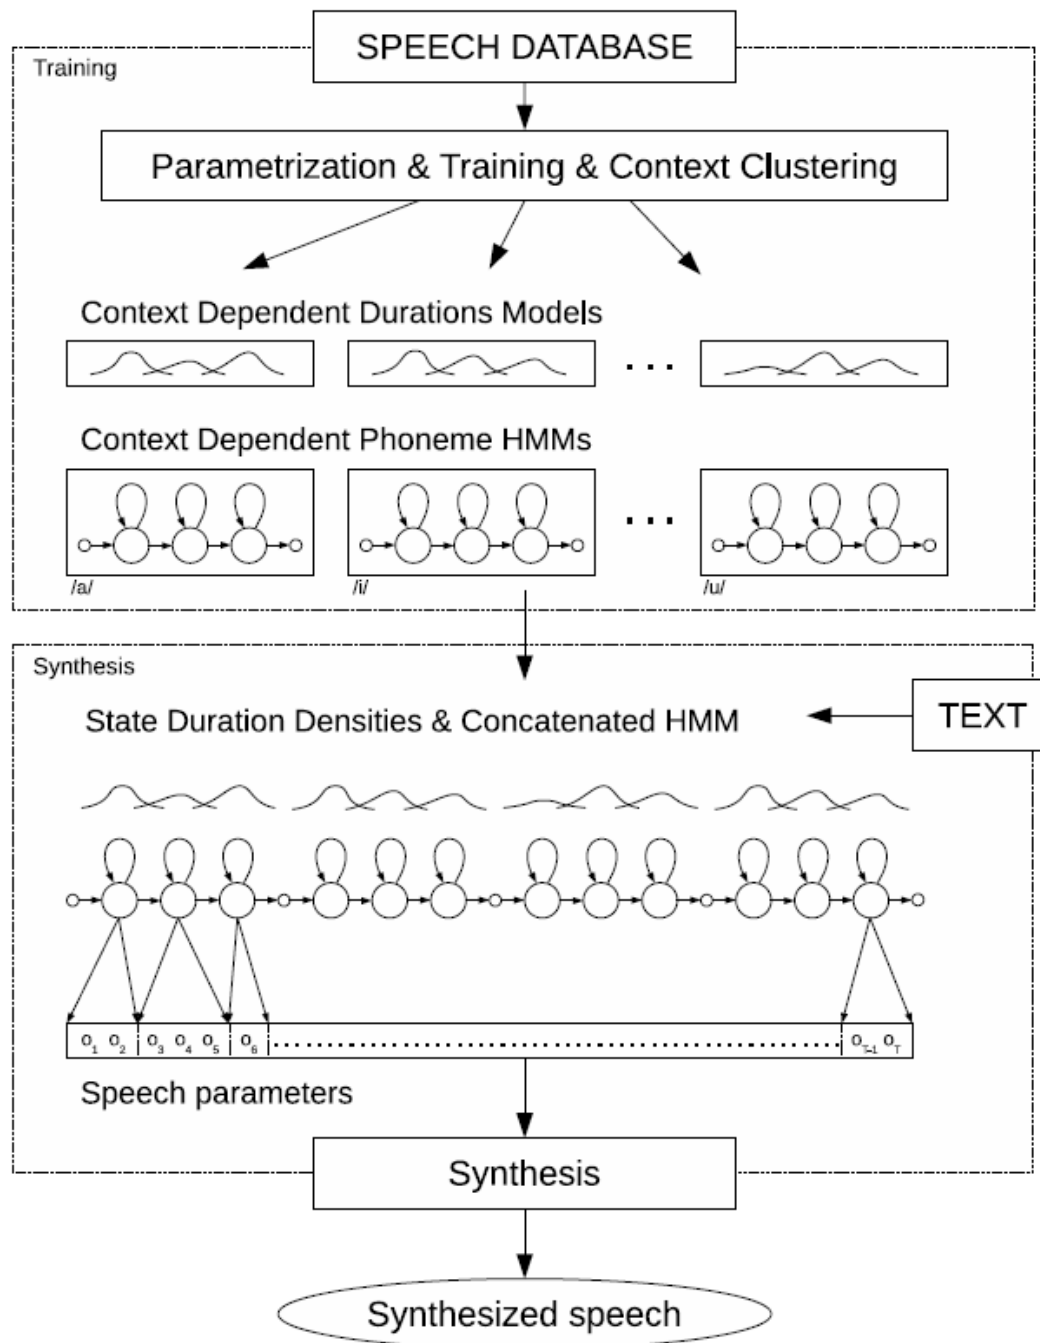 SPEECH DATABASE
Training
Parametrization & Training & Context Clustering
Context Dependent Durations Models
. . .
Context Dependent Phoneme HMMs
. . .
/a/ /i/ /u/
Synthesis
State Duration Densities & Concatenated HMM
TEXT
o1 o2 o3 o4 o5 o6 ........ oT-1 oT
Speech parameters
Synthesis
Synthesized speech